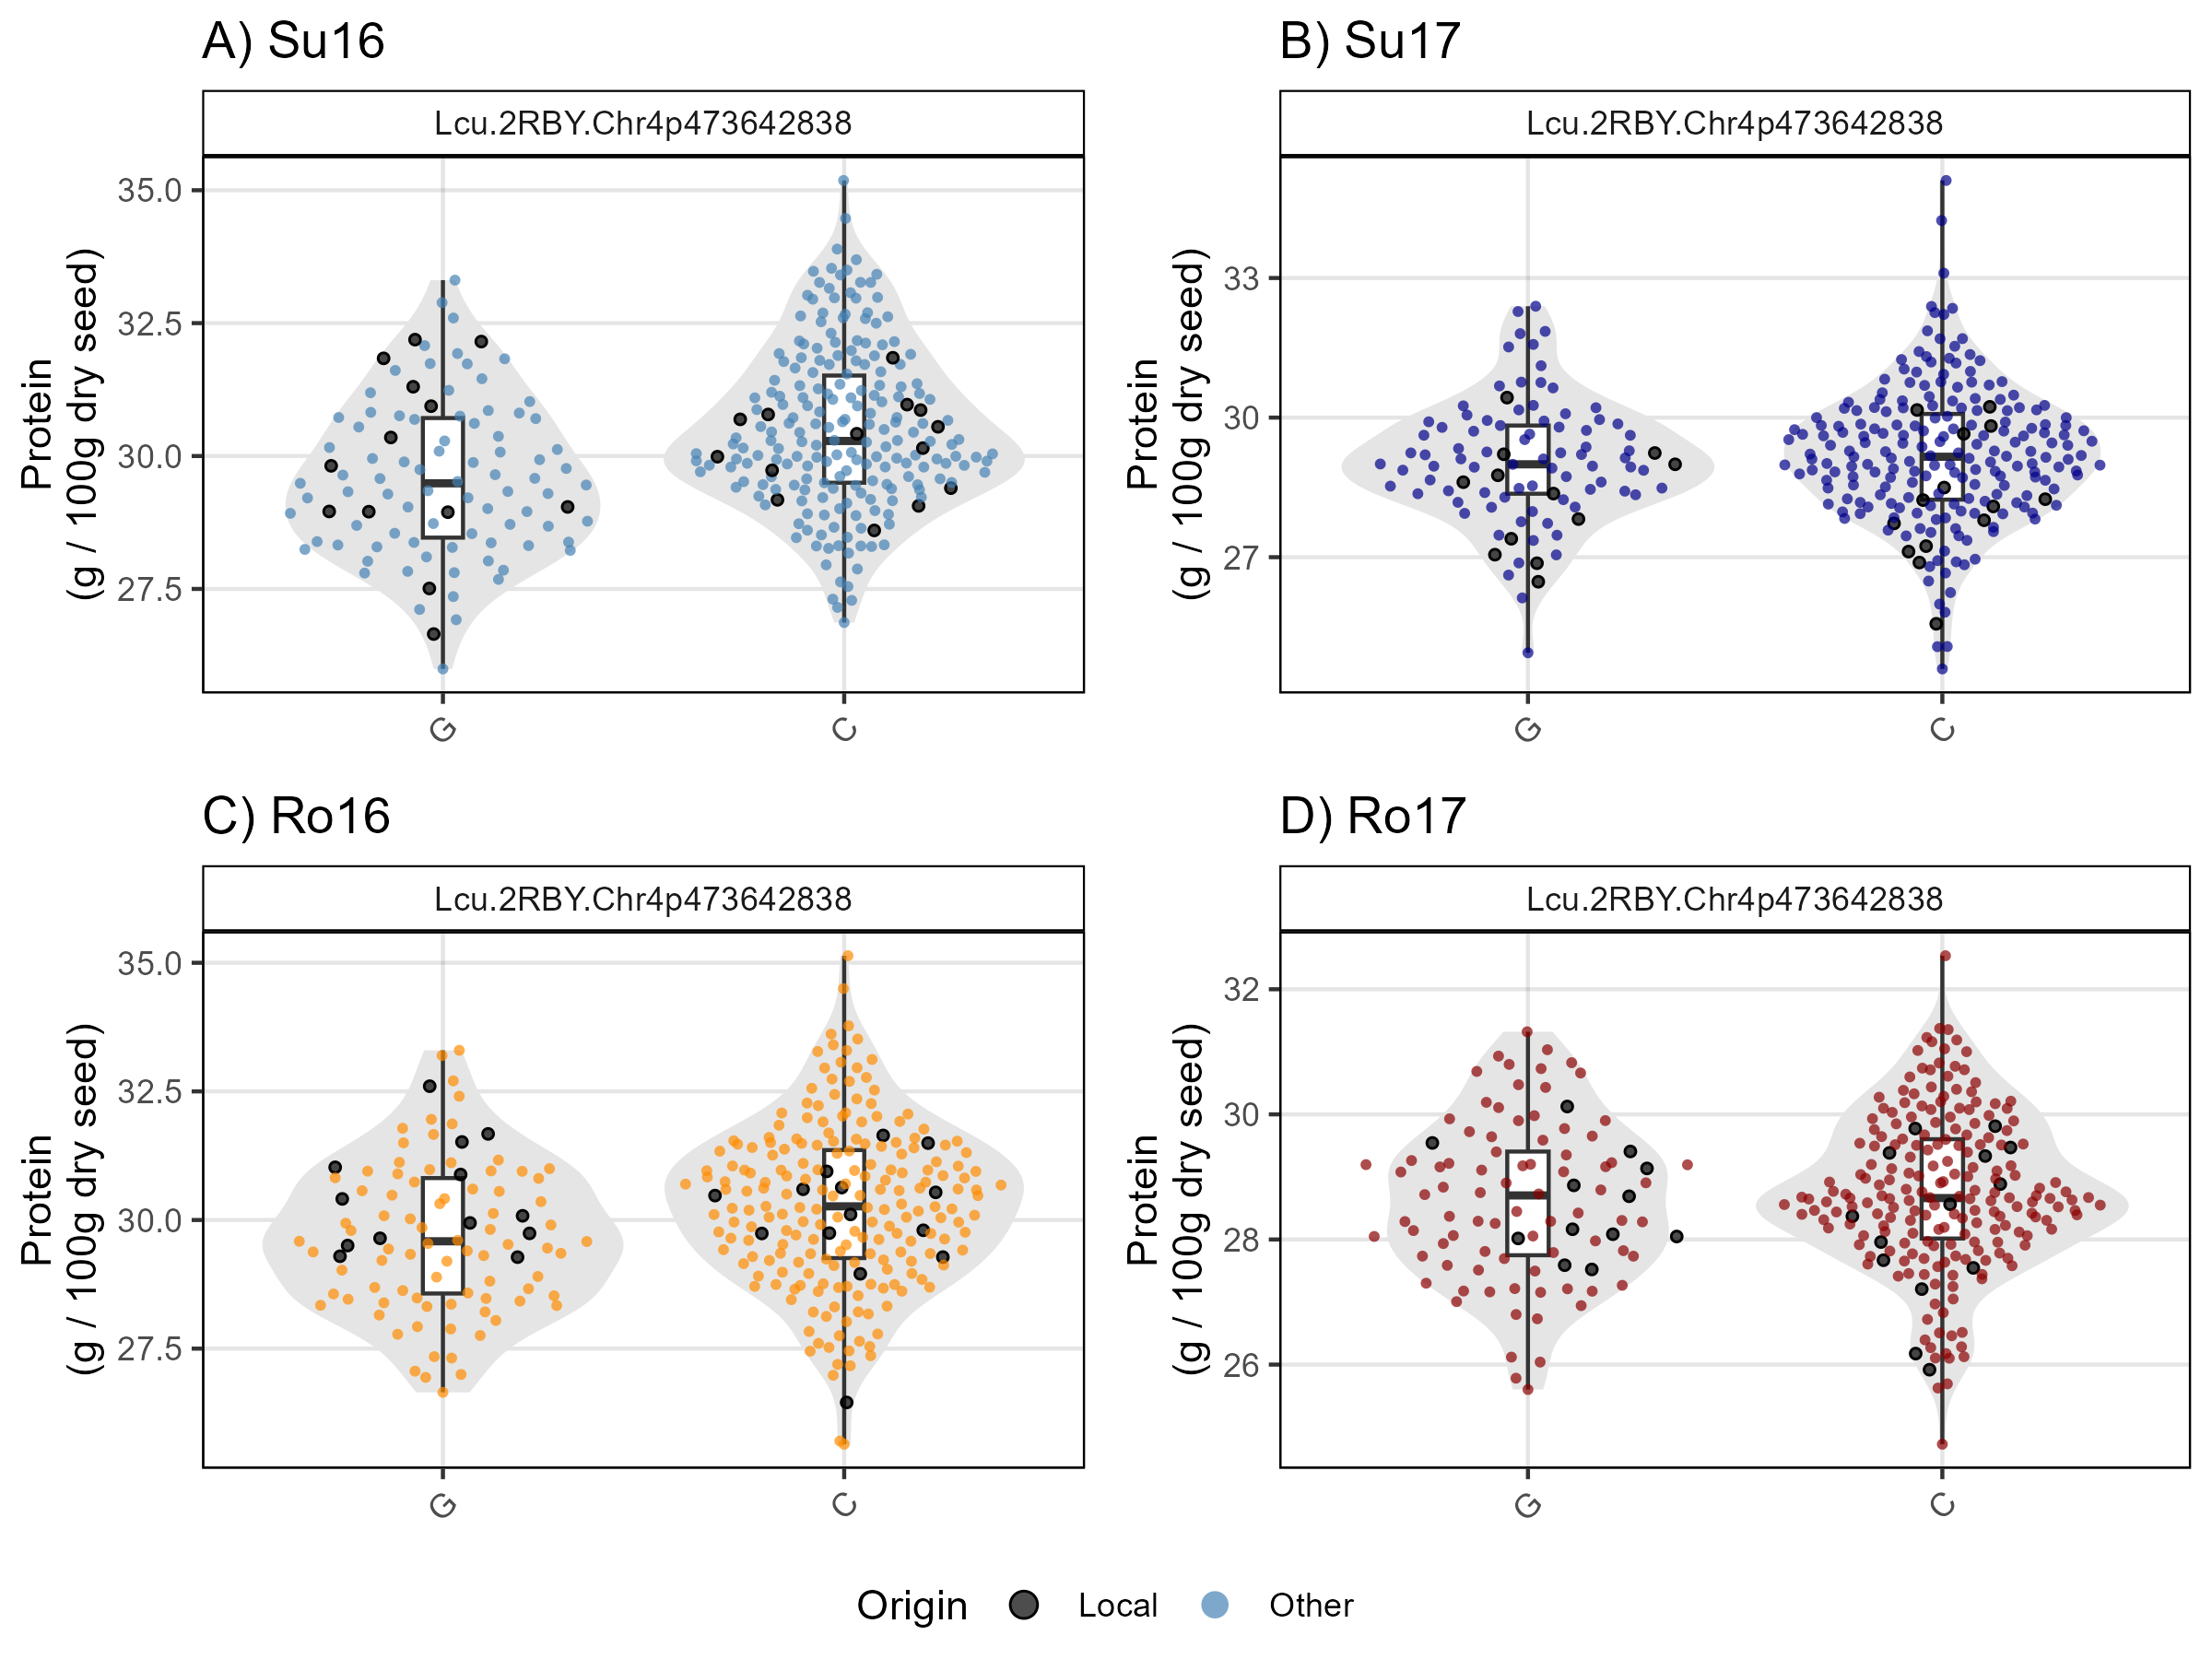 A) Su16
Lcu.2RBY.Chr4p473642838
Protein
(g / 100g dry seed)
35.0
32.5
30.0
27.5
G
C
B) Su17
Lcu.2RBY.Chr4p473642838
Protein
(g / 100g dry seed)
33
30
27
G
C
C) Ro16
Lcu.2RBY.Chr4p473642838
Protein
(g / 100g dry seed)
35.0
32.5
30.0
27.5
G
C
D) Ro17
Lcu.2RBY.Chr4p473642838
Protein
(g / 100g dry seed)
32
30
28
26
G
C
Origin Local Other